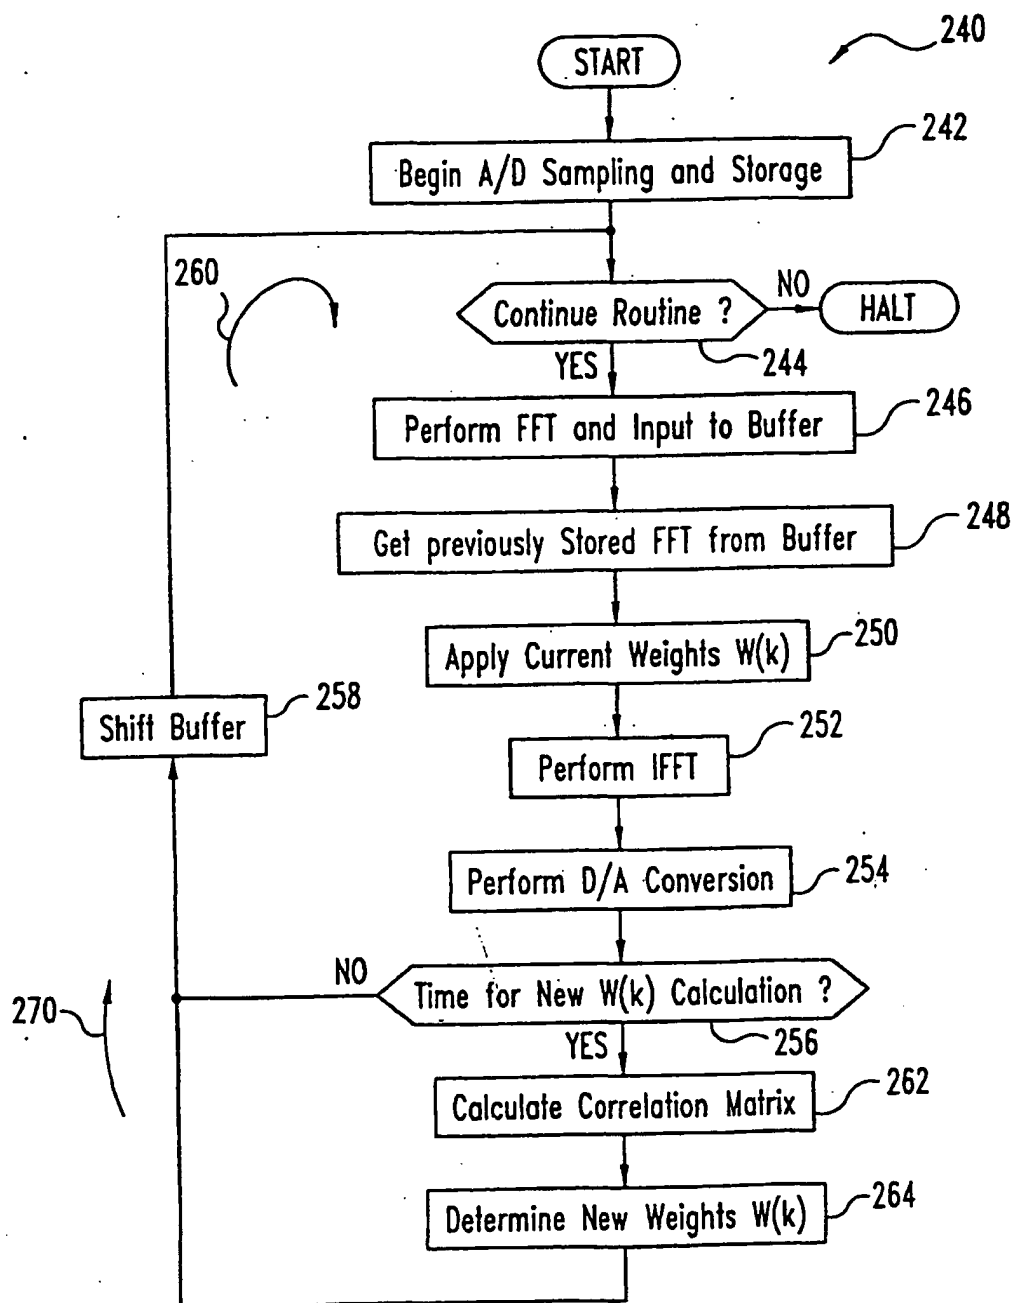 240
START
242
Begin A/D Sampling and Storage
260
NO
Continue Routine ?
HALT
YES
244
246
Perform FFT and Input to Buffer
248
Get previously Stored FFT from Buffer
250
Apply Current Weights W(k)
258
Shift Buffer
252
Perform IFFT
254
Perform D/A Conversion
NO
Time for New W(k) Calculation ?
270
YES
256
262
Calculate Correlation Matrix
264
Determine New Weights W(k)